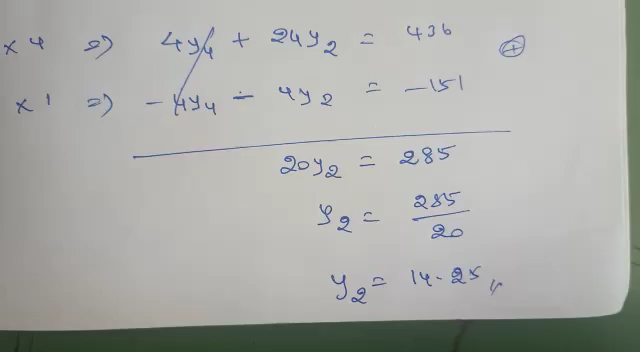 x 4 => 4y4 + 24y2 = 436 (+)
x 1 => -4y4 - 4y2 = -151
20y2 = 285
y2 = 285/20
y2 = 14.25 //